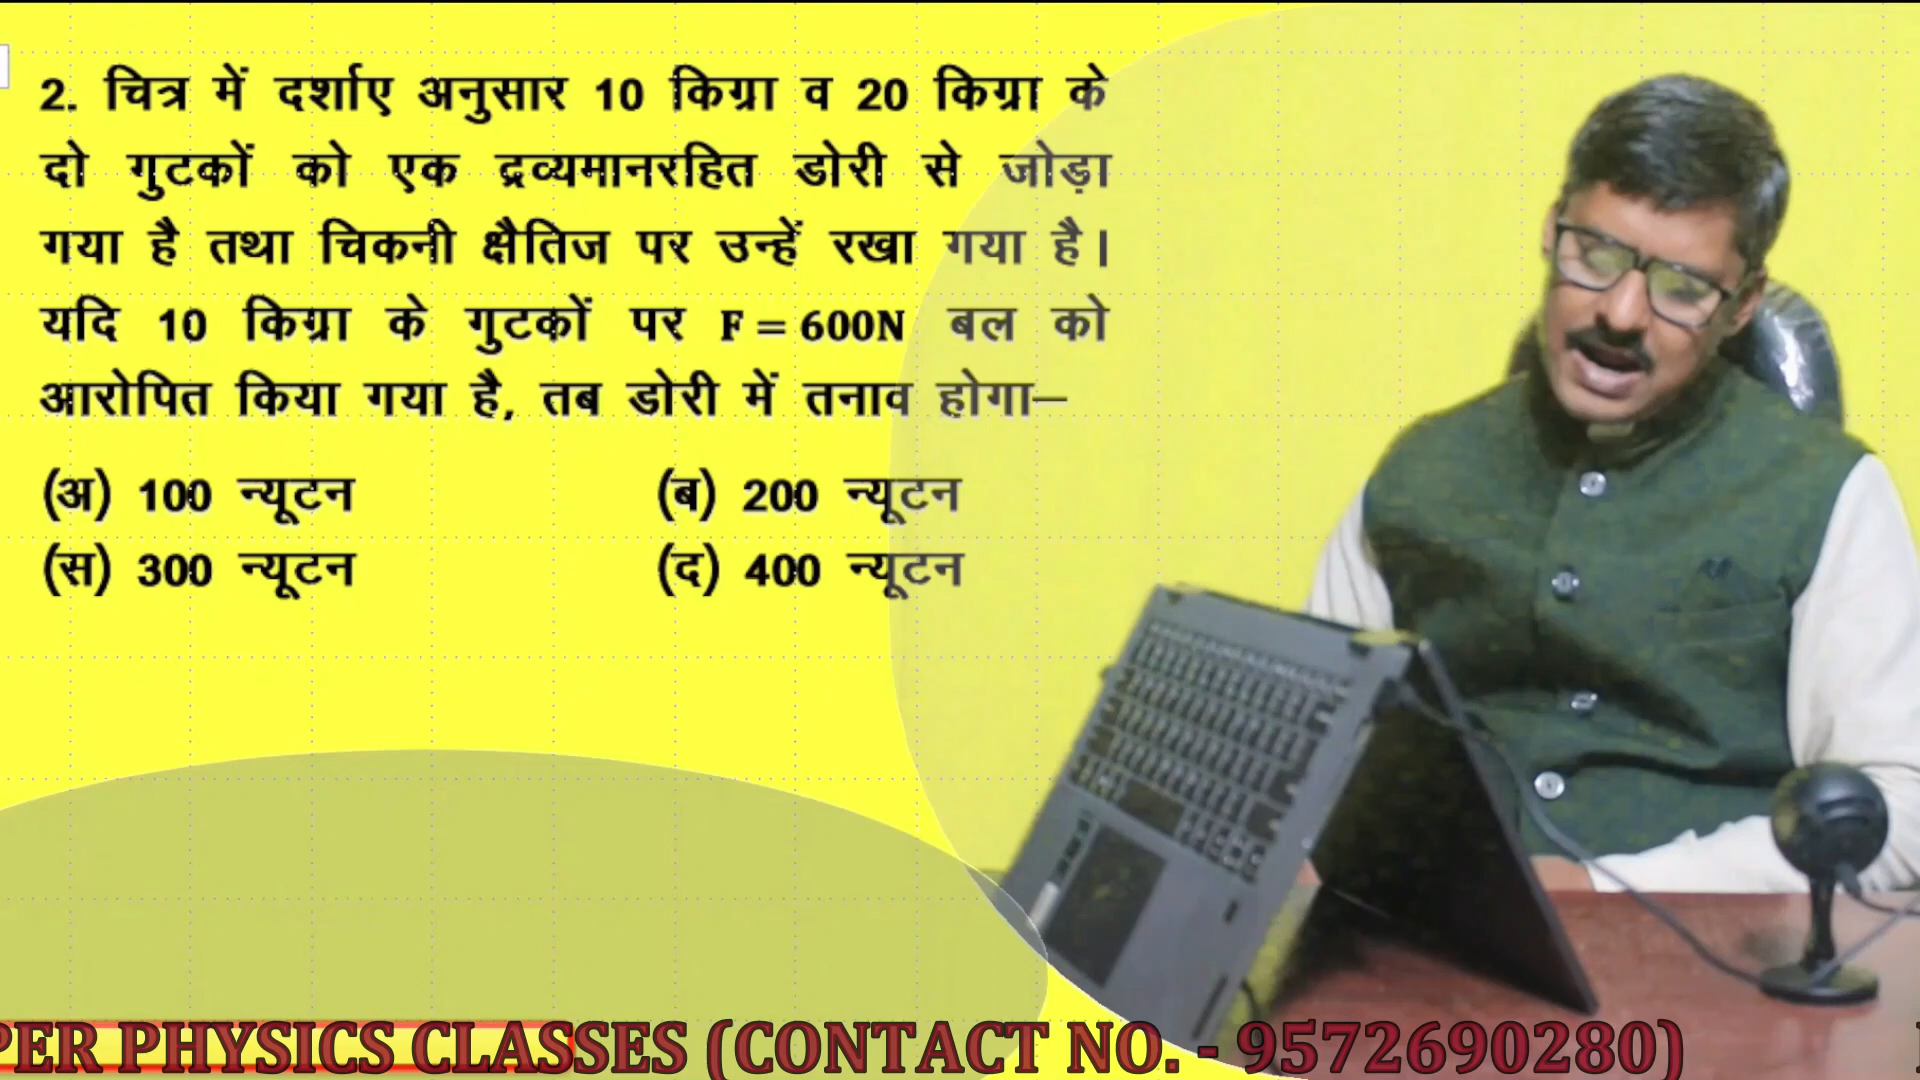 2. चित्र में दर्शाए अनुसार 10 किग्रा व 20 किग्रा के
दो गुटकों को एक द्रव्यमानरहित डोरी से जोड़ा
गया है तथा चिकनी क्षैतिज पर उन्हें रखा गया है।
यदि 10 किग्रा के गुटकों पर F = 600N बल को
आरोपित किया गया है, तब डोरी में तनाव होगा—
(अ) 100 न्यूटन (ब) 200 न्यूटन
(स) 300 न्यूटन (द) 400 न्यूटन
PER PHYSICS CLASSES (CONTACT NO. - 9572690280)